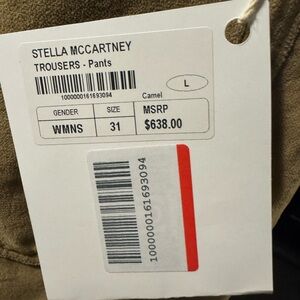 STELLA MCCARTNEY
TROUSERS - Pants
L
1000000161693094
Camel
GENDER SIZE MSRP
WMNS 31 $638.00
1000000161693094